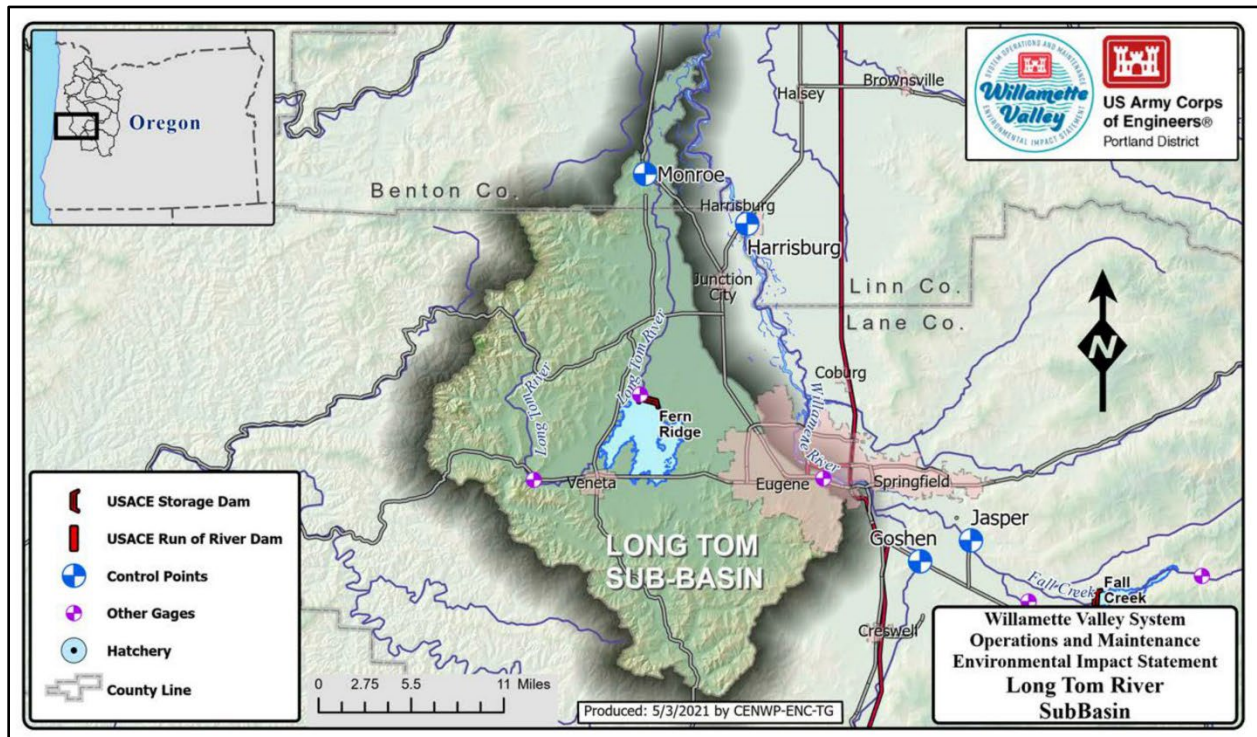 Oregon
SYSTEM OPERATIONS AND MAINTENANCE
Willamette
Valley
ENVIRONMENTAL IMPACT STATEMENT
US Army Corps
of Engineers®
Portland District
Brownsville
Halsey
Monroe
Benton Co.
Harrisburg
Harrisburg
Junction
City
Linn Co.
Lane Co.
N
Long Tom River
Long Tom River
Coburg
Willamette River
Fern
Ridge
Veneta
Eugene
Springfield
Jasper
Goshen
LONG TOM
SUB-BASIN
Fall Creek
Fall
Creek
Creswell
USACE Storage Dam
USACE Run of River Dam
Control Points
Other Gages
Hatchery
County Line
0 2.75 5.5 11 Miles
Produced: 5/3/2021 by CENWP-ENC-TG
Willamette Valley System
Operations and Maintenance
Environmental Impact Statement
Long Tom River
SubBasin